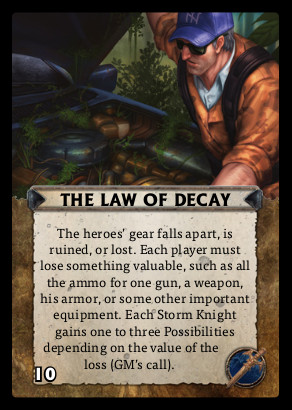 NY
THE LAW OF DECAY
The heroes' gear falls apart, is
ruined, or lost. Each player must
lose something valuable, such as all
the ammo for one gun, a weapon,
his armor, or some other important
equipment. Each Storm Knight
gains one to three Possibilities
depending on the value of the
loss (GM's call).
10